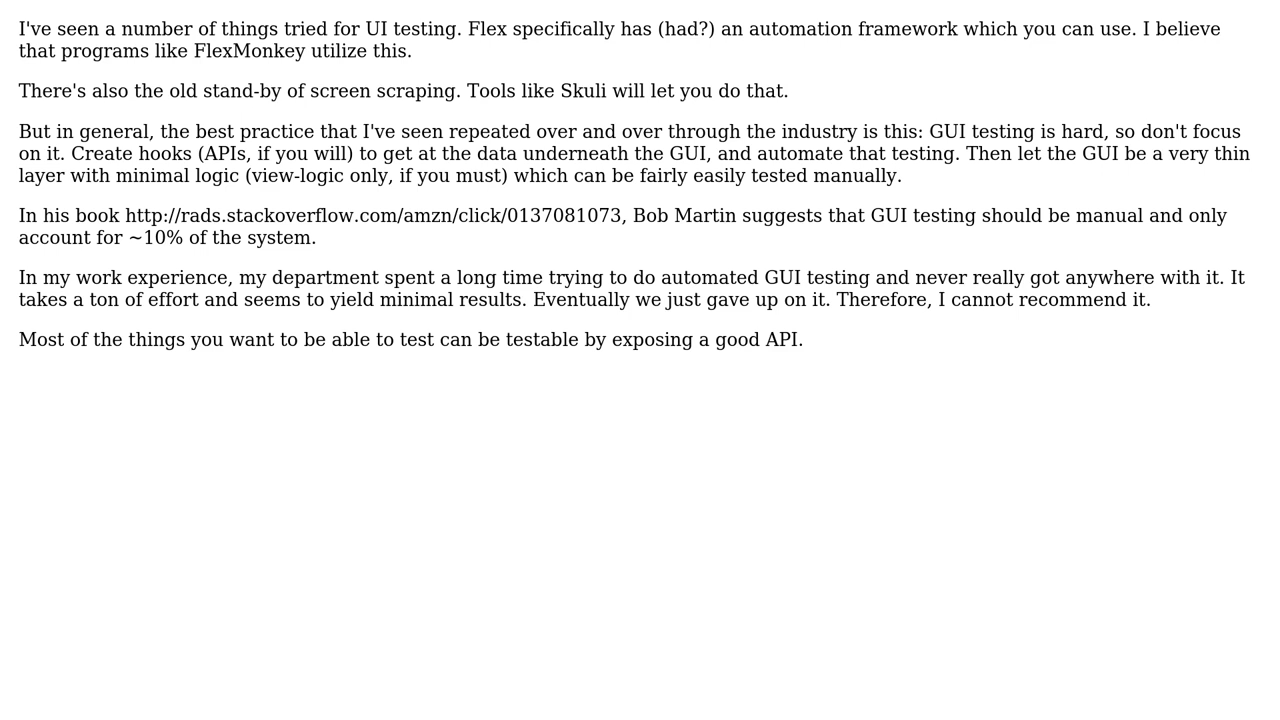 I've seen a number of things tried for UI testing. Flex specifically has (had?) an automation framework which you can use. I believe
that programs like FlexMonkey utilize this.
There's also the old stand-by of screen scraping. Tools like Skuli will let you do that.
But in general, the best practice that I've seen repeated over and over through the industry is this: GUI testing is hard, so don't focus
on it. Create hooks (APIs, if you will) to get at the data underneath the GUI, and automate that testing. Then let the GUI be a very thin
layer with minimal logic (view-logic only, if you must) which can be fairly easily tested manually.
In his book http://rads.stackoverflow.com/amzn/click/0137081073, Bob Martin suggests that GUI testing should be manual and only
account for ~10% of the system.
In my work experience, my department spent a long time trying to do automated GUI testing and never really got anywhere with it. It
takes a ton of effort and seems to yield minimal results. Eventually we just gave up on it. Therefore, I cannot recommend it.
Most of the things you want to be able to test can be testable by exposing a good API.